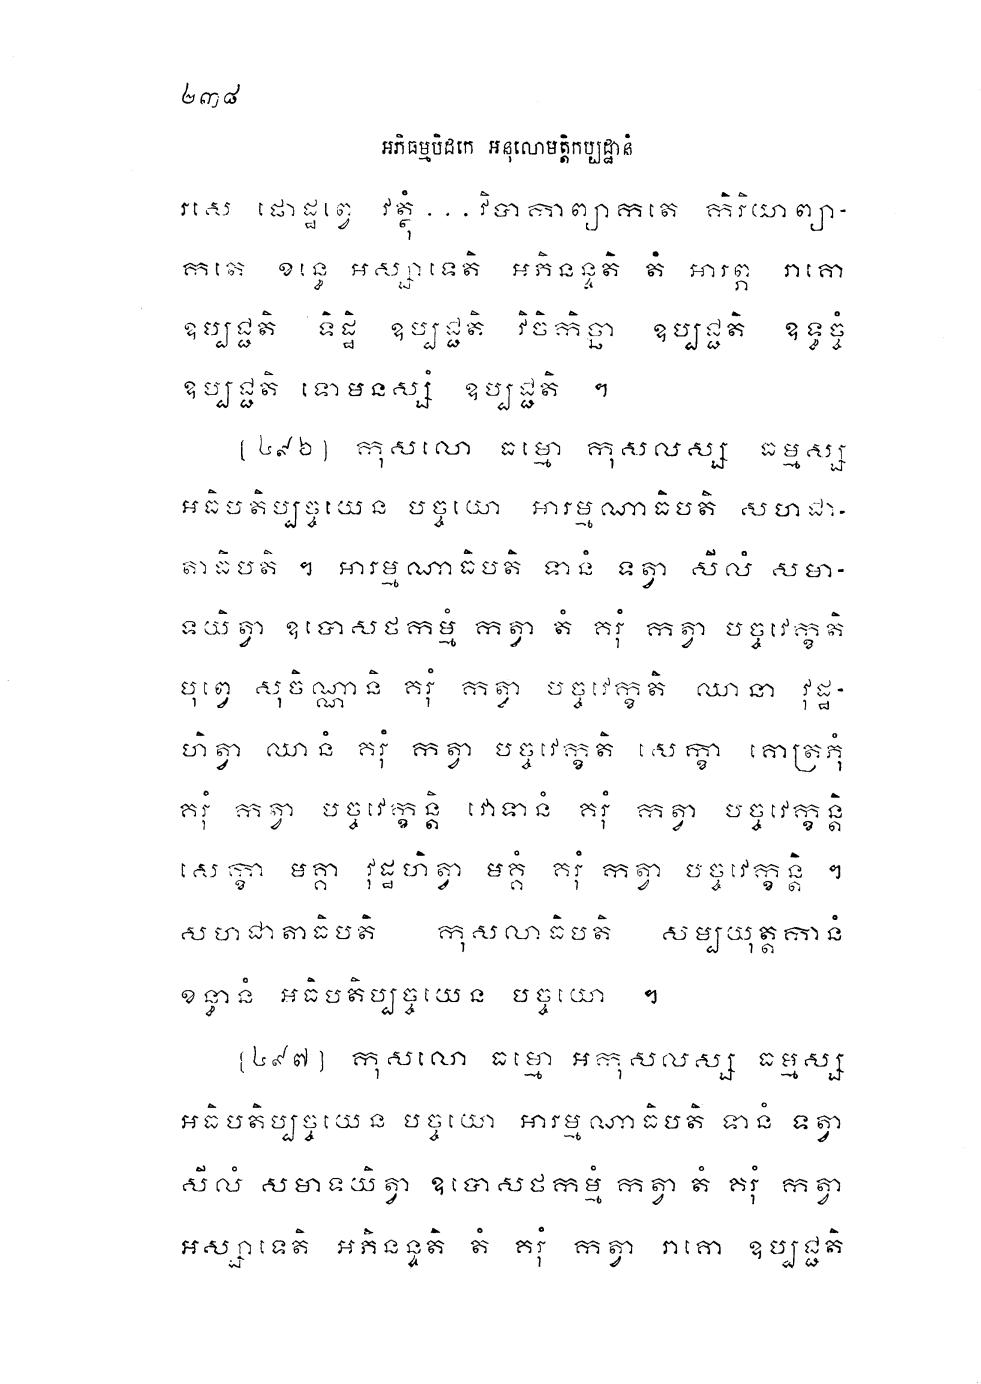 ២៣៨
អភិធម្មបិដកេ អនុលោមត្តិកប្បដ្ឋានំ
រសេ ផោដ្ឋព្វេ វត្ថុំ...វិបាកាព្យាកតេ កិរិយាព្យា-
កតេ ខន្ធេ អស្សាទេតិ អភិនន្ទតិ តំ អារព្ភ រាគោ
ឧប្បជ្ជតិ ទិដ្ឋិ ឧប្បជ្ជតិ វិចិកិច្ឆា ឧប្បជ្ជតិ ឧទ្ធច្ចំ
ឧប្បជ្ជតិ ទោមនស្សំ ឧប្បជ្ជតិ ។
[៤៩៦] កុសលោ ធម្មោ កុសលស្ស ធម្មស្ស
អធិបតិប្បច្ចយេន បច្ចយោ អារម្មណាធិបតិ សហជា-
តាធិបតិ ។ អារម្មណាធិបតិ ទានំ ទត្វា សីលំ សមា-
ទយិត្វា ឧបោសថកម្មំ កត្វា តំ គរុំ កត្វា បច្ចវេក្ខតិ
បុព្វេ សុចិណ្ណានិ គរុំ កត្វា បច្ចវេក្ខតិ ឈានា វុដ្ឋ-
ហិត្វា ឈានំ គរុំ កត្វា បច្ចវេក្ខតិ សេក្ខា គោត្រភុំ
គរុំ កត្វា បច្ចវេក្ខន្តិ វោទានំ គរុំ កត្វា បច្ចវេក្ខន្តិ
សេក្ខា មគ្គា វុដ្ឋហិត្វា មគ្គំ គរុំ កត្វា បច្ចវេក្ខន្តិ ។
សហជាតាធិបតិ កុសលាធិបតិ សម្បយុត្តកានំ
ខន្ធានំ អធិបតិប្បច្ចយេន បច្ចយោ ។
[៤៩៧] កុសលោ ធម្មោ អកុសលស្ស ធម្មស្ស
អធិបតិប្បច្ចយេន បច្ចយោ អារម្មណាធិបតិ ទានំ ទត្វា
សីលំ សមាទយិត្វា ឧបោសថកម្មំ កត្វា តំ គរុំ កត្វា
អស្សាទេតិ អភិនន្ទតិ តំ គរុំ កត្វា រាគោ ឧប្បជ្ជតិ